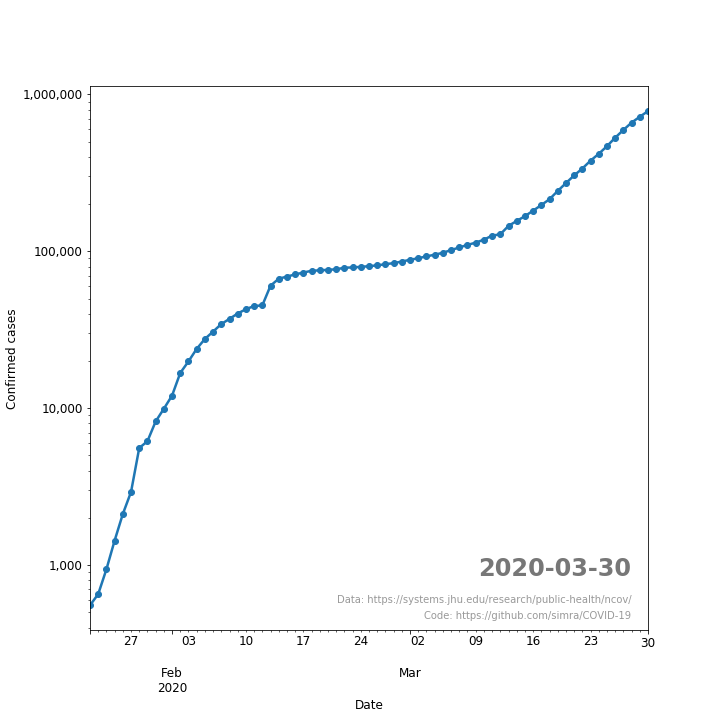 1,000,000
100,000
10,000
1,000
Confirmed cases
2020-03-30
Data: https://systems.jhu.edu/research/public-health/ncov/
Code: https://github.com/simra/COVID-19
27 03 10 17 24 02 09 16 23 30
Feb Mar
2020
Date